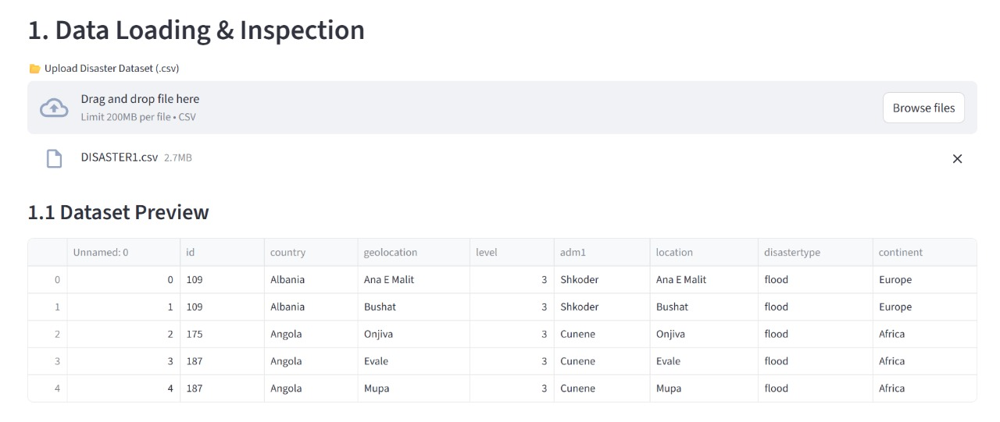 1. Data Loading & Inspection
Upload Disaster Dataset (.csv)
Drag and drop file here
Limit 200MB per file • CSV
Browse files
DISASTER1.csv 2.7MB
1.1 Dataset Preview
Unnamed: 0 id country geolocation level adm1 location disastertype continent
0 0 109 Albania Ana E Malit 3 Shkoder Ana E Malit flood Europe
1 1 109 Albania Bushat 3 Shkoder Bushat flood Europe
2 2 175 Angola Onjiva 3 Cunene Onjiva flood Africa
3 3 187 Angola Evale 3 Cunene Evale flood Africa
4 4 187 Angola Mupa 3 Cunene Mupa flood Africa